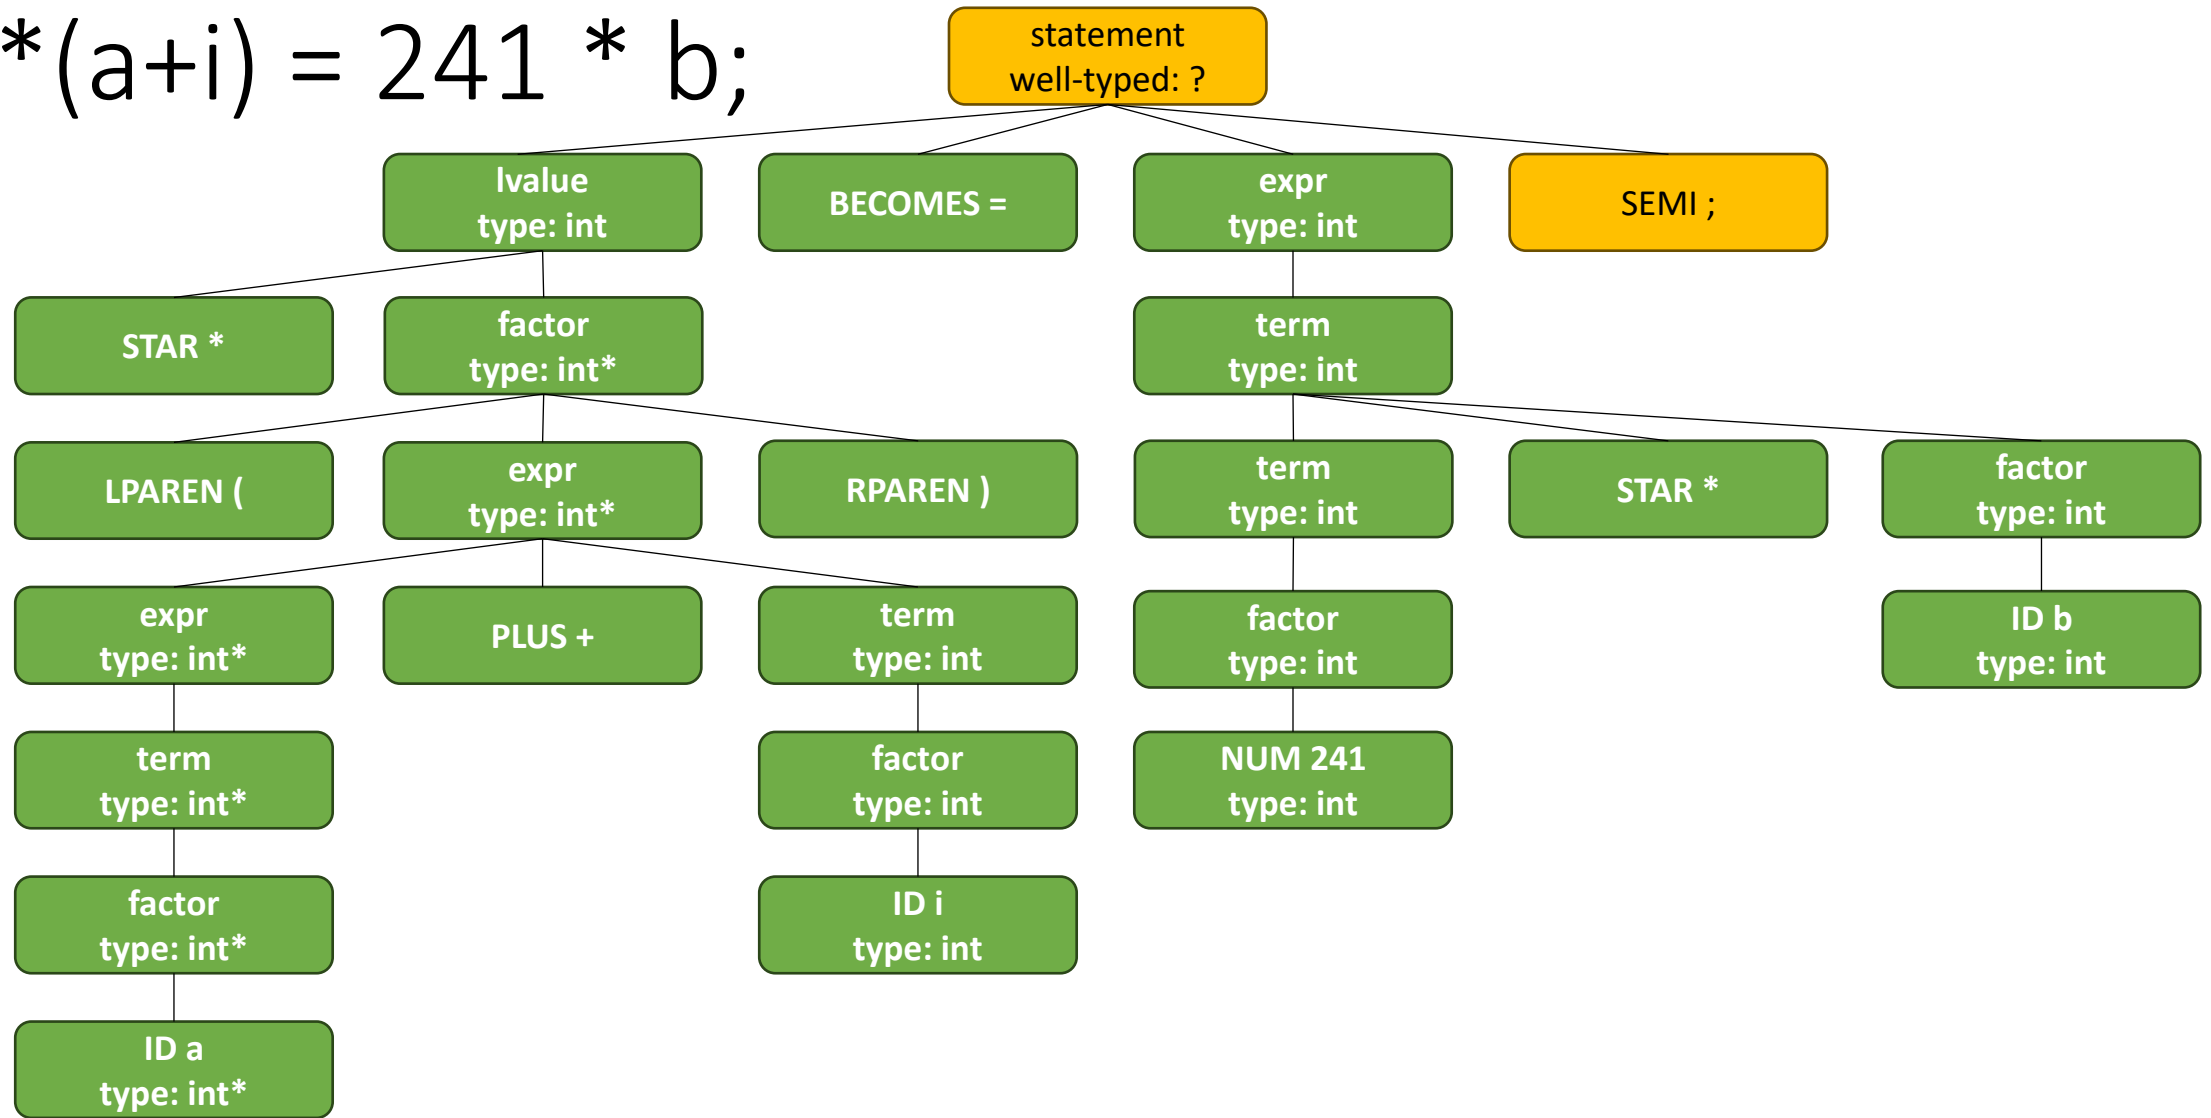 *(a+i) = 241 * b;
statement
well-typed: ?
lvalue
type: int
BECOMES =
expr
type: int
SEMI ;
STAR *
factor
type: int*
term
type: int
LPAREN (
expr
type: int*
RPAREN )
term
type: int
STAR *
factor
type: int
expr
type: int*
PLUS +
term
type: int
factor
type: int
ID b
type: int
term
type: int*
factor
type: int
NUM 241
type: int
factor
type: int*
ID i
type: int
ID a
type: int*